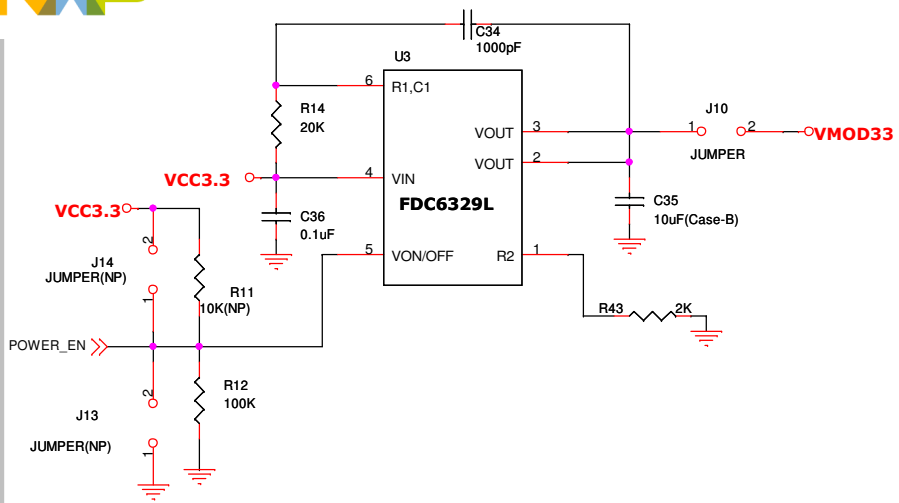 C34
1000pF
U3
6
R1,C1
R14
20K
J10
VOUT
3
1
2
VMOD33
JUMPER
VOUT
2
VCC3.3
4
VIN
FDC6329L
C35
10uF(Case-B)
C36
0.1uF
VCC3.3
2
J14
JUMPER(NP)
1
R11
10K(NP)
5
VON/OFF
R2
1
R43
2K
POWER_EN
R12
100K
2
J13
JUMPER(NP)
1